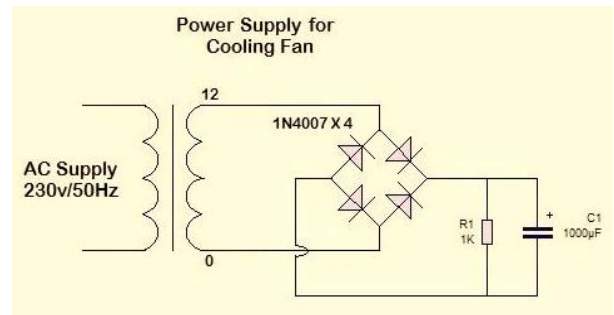 Power Supply for
Cooling Fan
12
1N4007 X 4
AC Supply
230v/50Hz
R1
1K
+
C1
1000µF
0